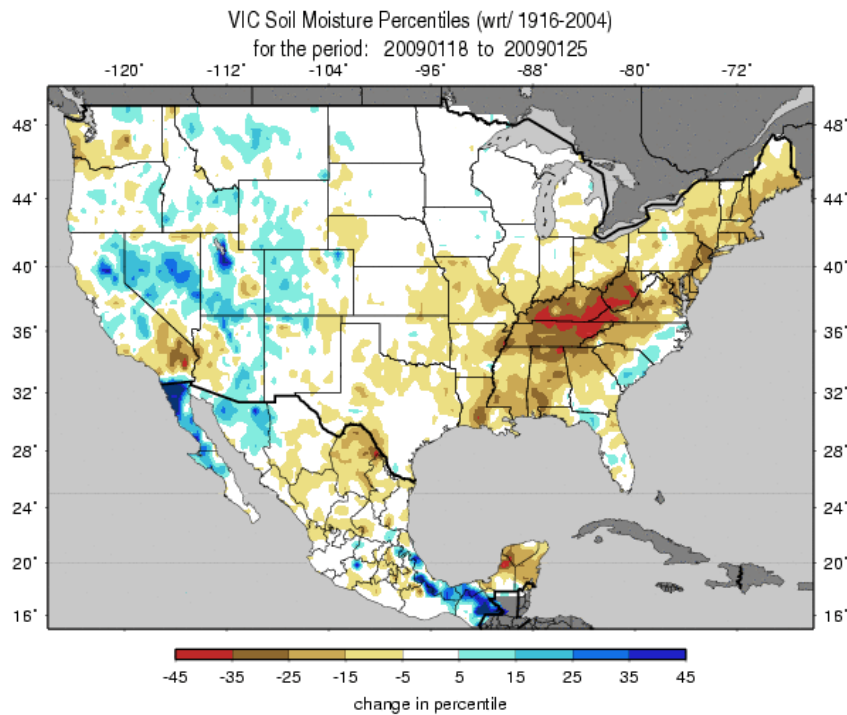 VIC Soil Moisture Percentiles (wrt/ 1916-2004)
for the period: 20090118 to 20090125
-120° -112° -104° -96° -88° -80° -72°
48° 48°
44° 44°
40° 40°
36° 36°
32° 32°
28° 28°
24° 24°
20° 20°
16° 16°
-45 -35 -25 -15 -5 5 15 25 35 45
change in percentile